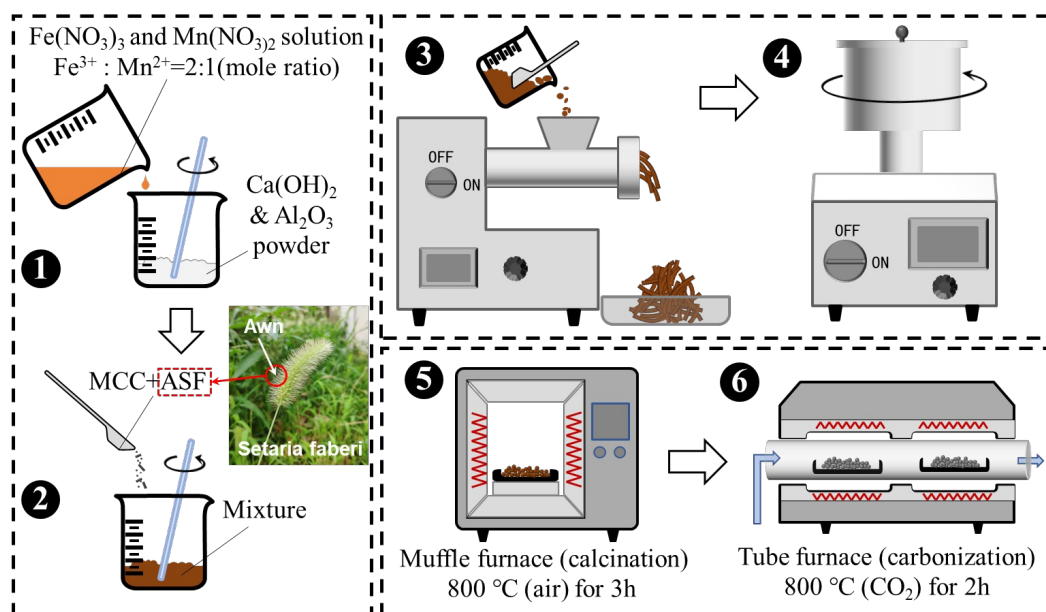 Fe(NO₃)₃ and Mn(NO₃)₂ solution
Fe³⁺ : Mn²⁺=2:1(mole ratio)
Ca(OH)₂
& Al₂O₃
powder
1
Awn
MCC+ASF
Setaria faberi
2
Mixture
3
OFF
ON
4
OFF
ON
5
Muffle furnace (calcination)
800 °C (air) for 3h
6
Tube furnace (carbonization)
800 °C (CO₂) for 2h